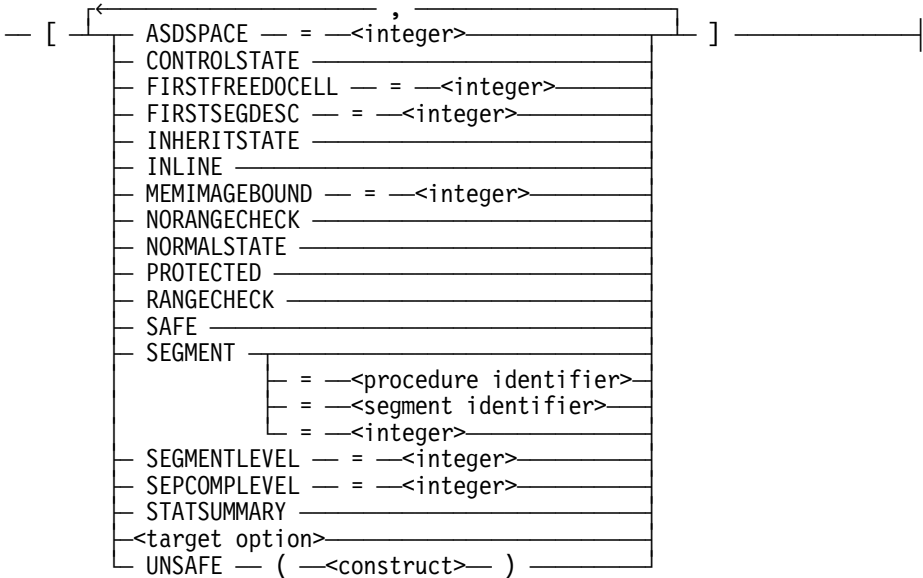 ,
[ ASDSPACE = <integer> ]
CONTROLSTATE
FIRSTFREEDOCELL = <integer>
FIRSTSEGDESC = <integer>
INHERITSTATE
INLINE
MEMIMAGEBOUND = <integer>
NORANGECHECK
NORMALSTATE
PROTECTED
RANGECHECK
SAFE
SEGMENT
= <procedure identifier>
= <segment identifier>
= <integer>
SEGMENTLEVEL = <integer>
SEPCOMPLEVEL = <integer>
STATSUMMARY
<target option>
UNSAFE ( <construct> )